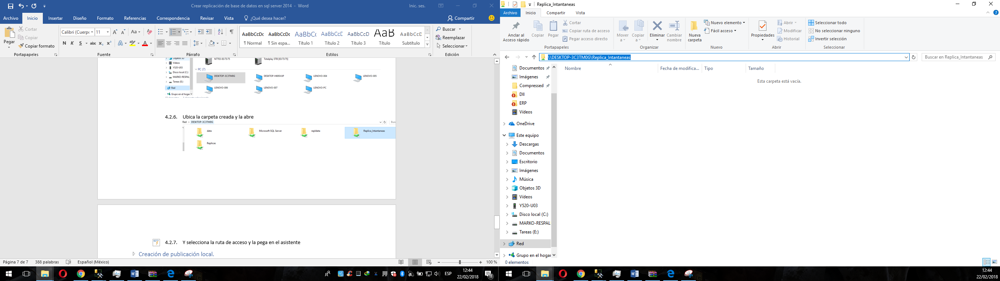 Crear replicación de base de datos en sql server 2014 - Word
Inic. ses.
Archivo Inicio Insertar Diseño Formato Referencias Correspondencia Revisar Vista ¿Qué desea hacer? Compartir
Pegar
Cortar
Copiar
Copiar formato
Portapapeles
Calibri (Cuerpo 11
Aa
N K S abc x₂ x²
Fuente
Párrafo
AaBbCcDc AaBbCcDc AaBbC AaBbCcD AaBbCcD AaB AaBbCcD
¶ Normal ¶ Sin espa... Título 1 Título 2 Título 3 Título Subtítulo
Estilos
Buscar
Reemplazar
Seleccionar
Edición
Objetos 3D
Vídeos
Y520-U03
Disco local (C:)
MARKO-RESPAL
Tareas (E:)
Red
Grupo en el hogar
N7703-83:73:75 Totalplay STB [83:73:75]
PC (7)
DESKTOP-3C3TM0G DESKTOP-H69SVUP LENOVO-004 LENOVO-005
LENOVO-006 LENOVO-007 LENOVO-PC
4.2.6. Ubica la carpeta creada y la abre
Red › DESKTOP-3C3TM0G
data Microsoft SQL Server repldata Replica_Intantaneas
Replicas
4.2.7. Y selecciona la ruta de acceso y la pega en el asistente
Creación de publicación local.
Página 7 de 7 388 palabras Español (México) 100 %
ESP
12:44
22/02/2018
11
Replica_Intantaneas
Archivo Inicio Compartir Vista
Anclar al
Acceso rápido
Copiar
Pegar
Cortar
Copiar ruta de acceso
Pegar acceso directo
Portapapeles
Mover
a
Copiar
a
Eliminar
Cambiar
nombre
Organizar
Nueva
carpeta
Nuevo elemento
Fácil acceso
Nuevo
Propiedades
Abrir
Modificar
Historial
Abrir
Seleccionar todo
No seleccionar ninguno
Invertir selección
Seleccionar
\\DESKTOP-3C3TM0G\Replica_Intantaneas
Buscar en Replica_Intantaneas
Nombre Fecha de modifica... Tipo Tamaño
Esta carpeta está vacía.
Documentos
Imágenes
Compressed
Dll
ERP
Vídeos
OneDrive
Este equipo
Descargas
Documentos
Escritorio
Imágenes
Música
Objetos 3D
Vídeos
Y520-U03
Disco local (C:)
MARKO-RESPAL
Tareas (E:)
Red
Grupo en el hogar
0 elementos
12:44
22/02/2018